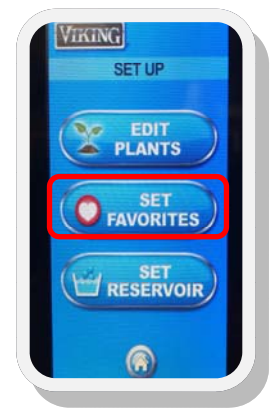 VIKING
SET UP
EDIT
PLANTS
SET
FAVORITES
SET
RESERVOIR